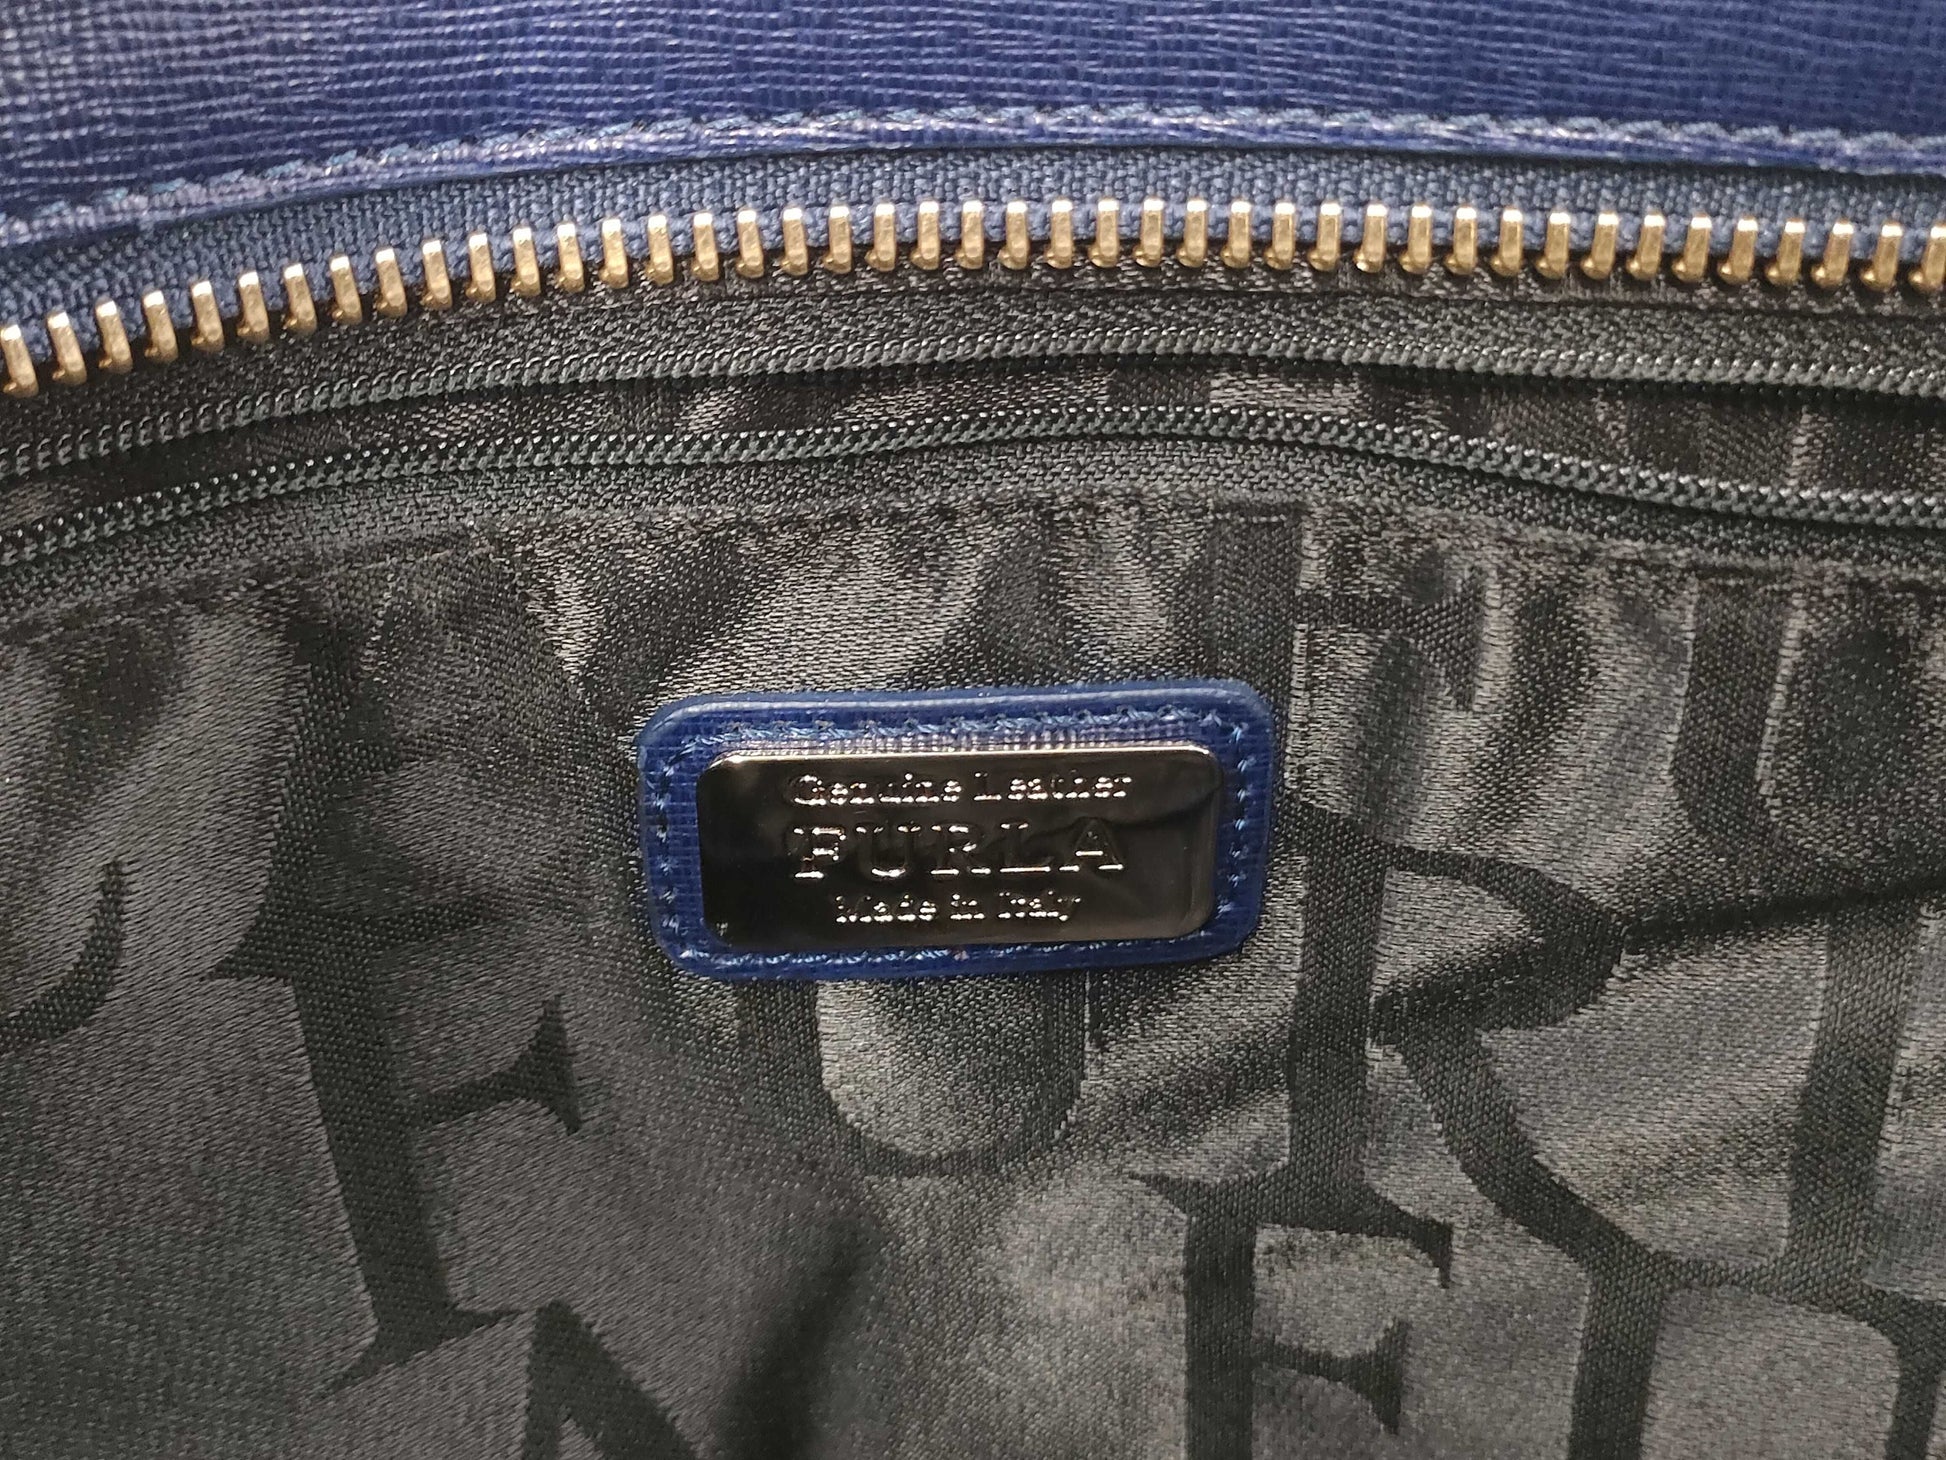 Genuine Leather
FURLA
Made in Italy